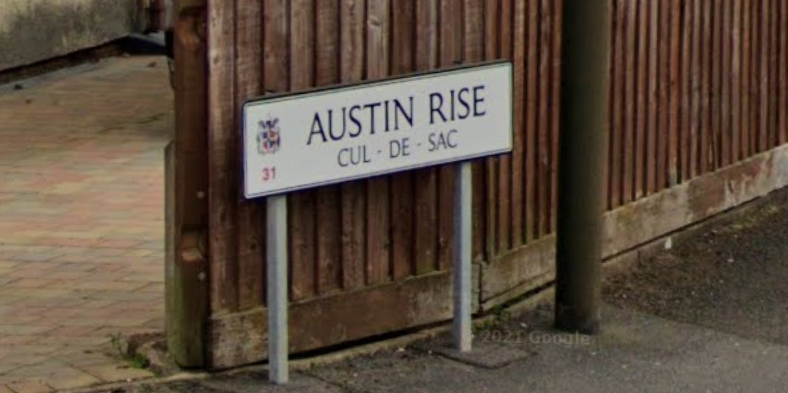 AUSTIN RISE
CUL - DE - SAC
31
2021 Google